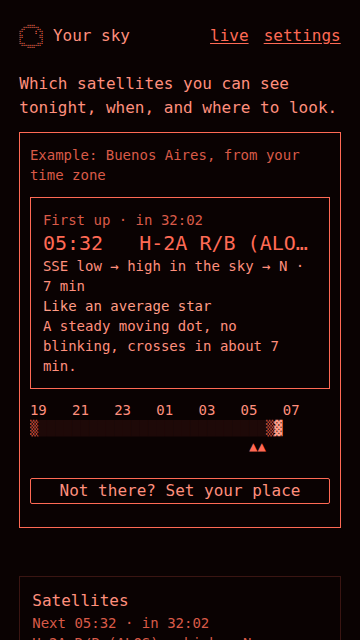 Your sky live settings
Which satellites you can see
tonight, when, and where to look.
Example: Buenos Aires, from your
time zone
First up · in 32:02
05:32 H-2A R/B (ALO…
SSE low → high in the sky → N ·
7 min
Like an average star
A steady moving dot, no
blinking, crosses in about 7
min.
19 21 23 01 03 05 07
▲▲
Not there? Set your place
Satellites
Next 05:32 · in 32:02